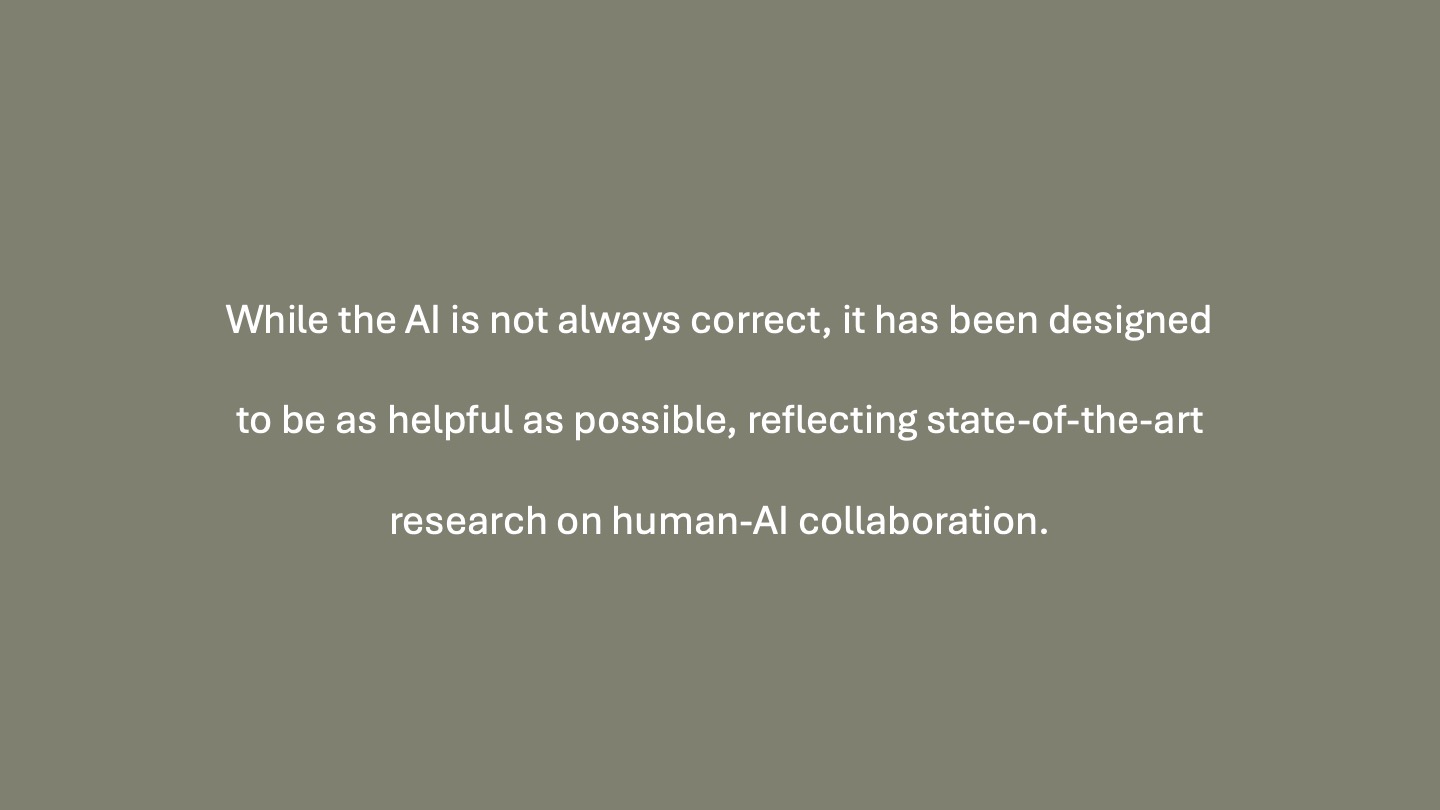 While the AI is not always correct, it has been designed
to be as helpful as possible, reflecting state-of-the-art
research on human-AI collaboration.